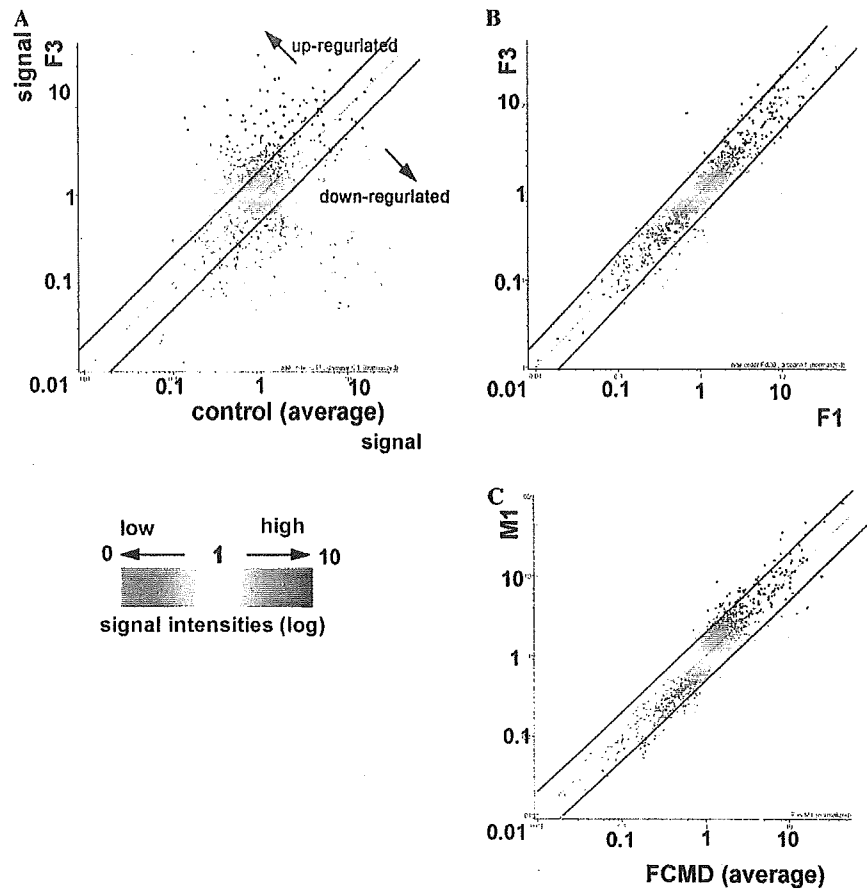 A
signal
F3
up-regurlated
10
1
down-regurlated
0.1
0.01
0.1
1
10
control (average)
signal
B
F3
10
1
0.1
0.01
0.1
1
10
F1
low
high
0
1
10
signal intensities (log)
C
M1
10
1
0.1
0.01
0.1
1
10
FCMD (average)